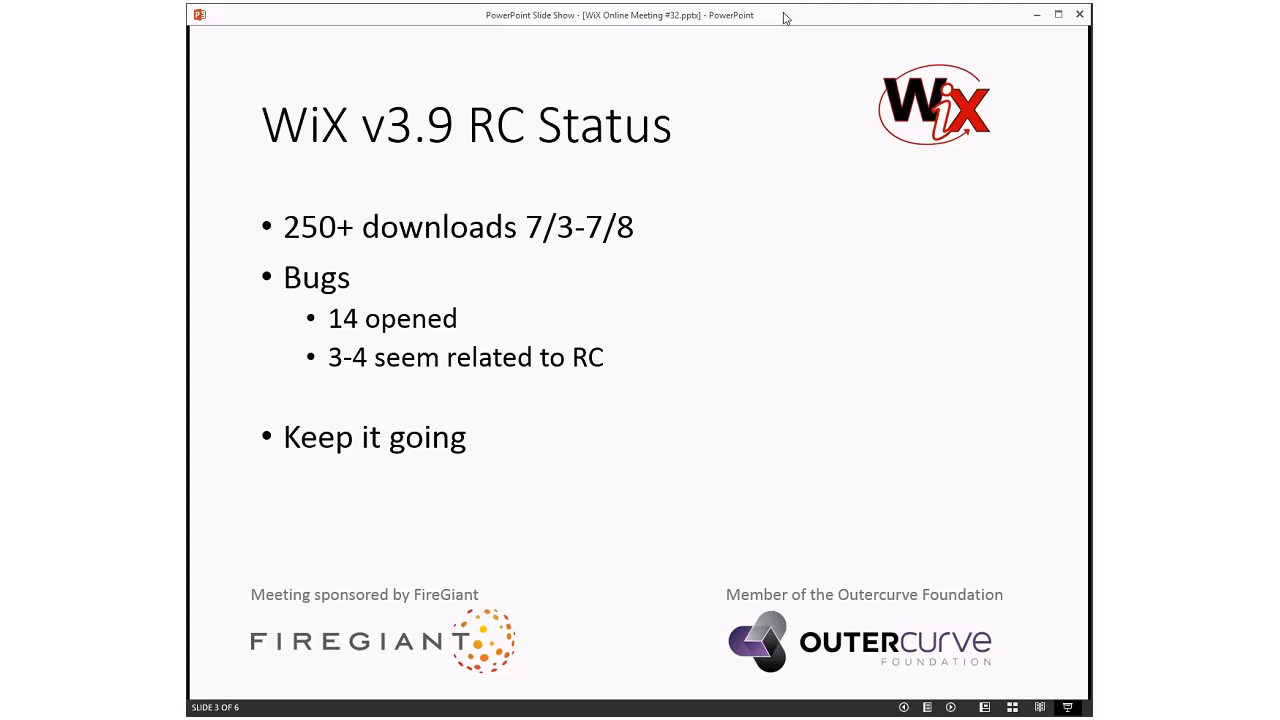 PowerPoint Slide Show - [WiX Online Meeting #32.pptx] - PowerPoint
WiX
WiX v3.9 RC Status
• 250+ downloads 7/3-7/8
• Bugs
• 14 opened
• 3-4 seem related to RC
• Keep it going
Meeting sponsored by FireGiant
Member of the Outercurve Foundation
FIREGIANT
OUTERCURVE
FOUNDATION
SLIDE 3 OF 6